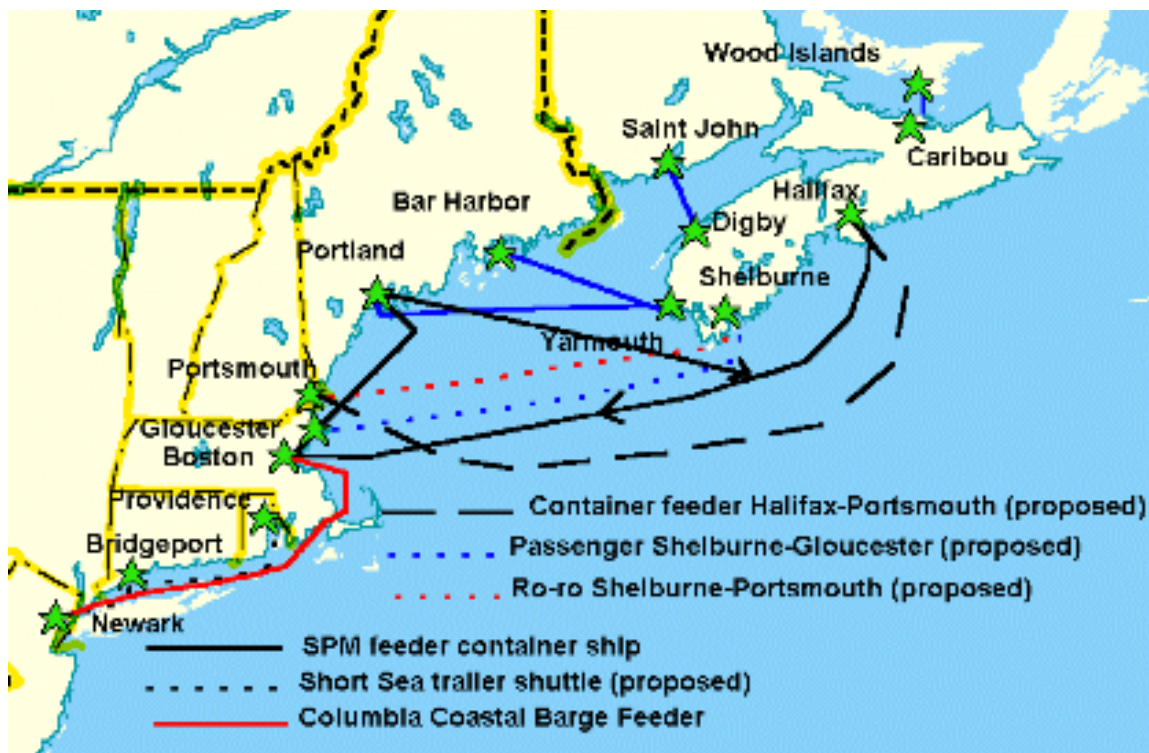 Wood Islands
Saint John
Caribou
Halifax
Bar Harbor
Digby
Portland
Shelburne
Yarmouth
Portsmouth
Gloucester
Boston
Providence
Container feeder Halifax-Portsmouth (proposed)
Bridgeport
Passenger Shelburne-Gloucester (proposed)
Ro-ro Shelburne-Portsmouth (proposed)
Newark
SPM feeder container ship
Short Sea trailer shuttle (proposed)
Columbia Coastal Barge Feeder